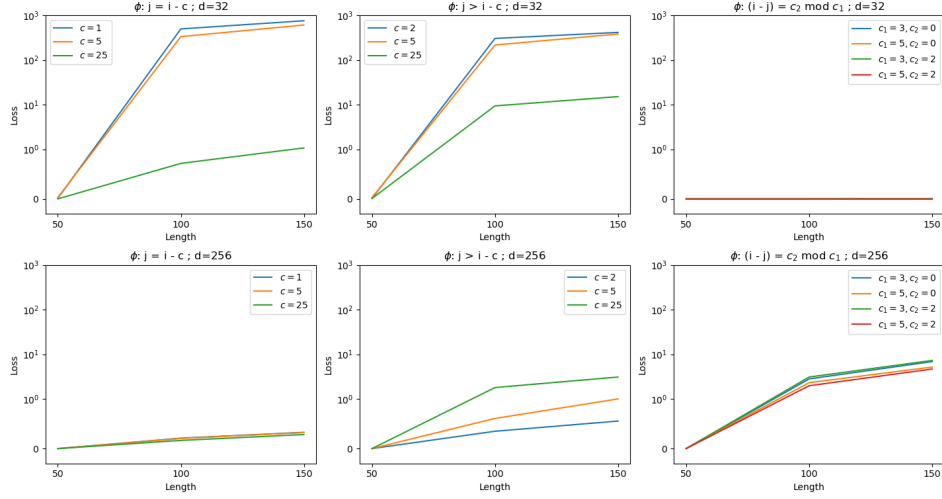 ϕ: j = i - c ; d=32
10³
10²
10¹
10⁰
0
Loss
c = 1
c = 5
c = 25
50 100 150
Length
ϕ: j > i - c ; d=32
10³
10²
10¹
10⁰
0
Loss
c = 2
c = 5
c = 25
50 100 150
Length
ϕ: (i - j) = c₂ mod c₁ ; d=32
10³
10²
10¹
10⁰
0
Loss
c₁ = 3, c₂ = 0
c₁ = 5, c₂ = 0
c₁ = 3, c₂ = 2
c₁ = 5, c₂ = 2
50 100 150
Length
ϕ: j = i - c ; d=256
10³
10¹
10⁰
0
Loss
c = 1
c = 5
c = 25
50 100 150
Length
ϕ: j > i - c ; d=256
10³
10¹
10⁰
0
Loss
c = 2
c = 5
c = 25
50 100 150
Length
ϕ: (i - j) = c₂ mod c₁ ; d=256
10³
10¹
10⁰
0
Loss
c₁ = 3, c₂ = 0
c₁ = 5, c₂ = 0
c₁ = 3, c₂ = 2
c₁ = 5, c₂ = 2
50 100 150
Length